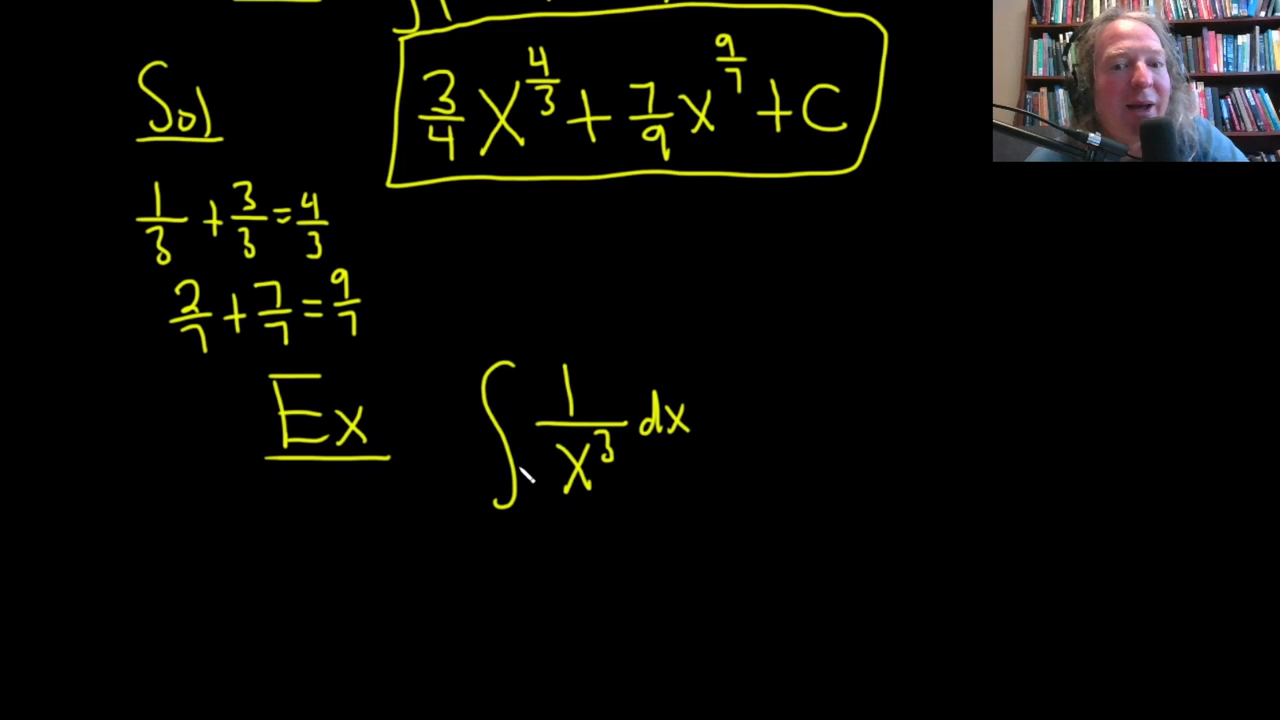 Sol
3/4 x^{4/3} + 7/9 x^{9/7} + C
1/3 + 3/3 = 4/3
2/7 + 7/7 = 9/7
Ex ∫ 1/x^3 dx